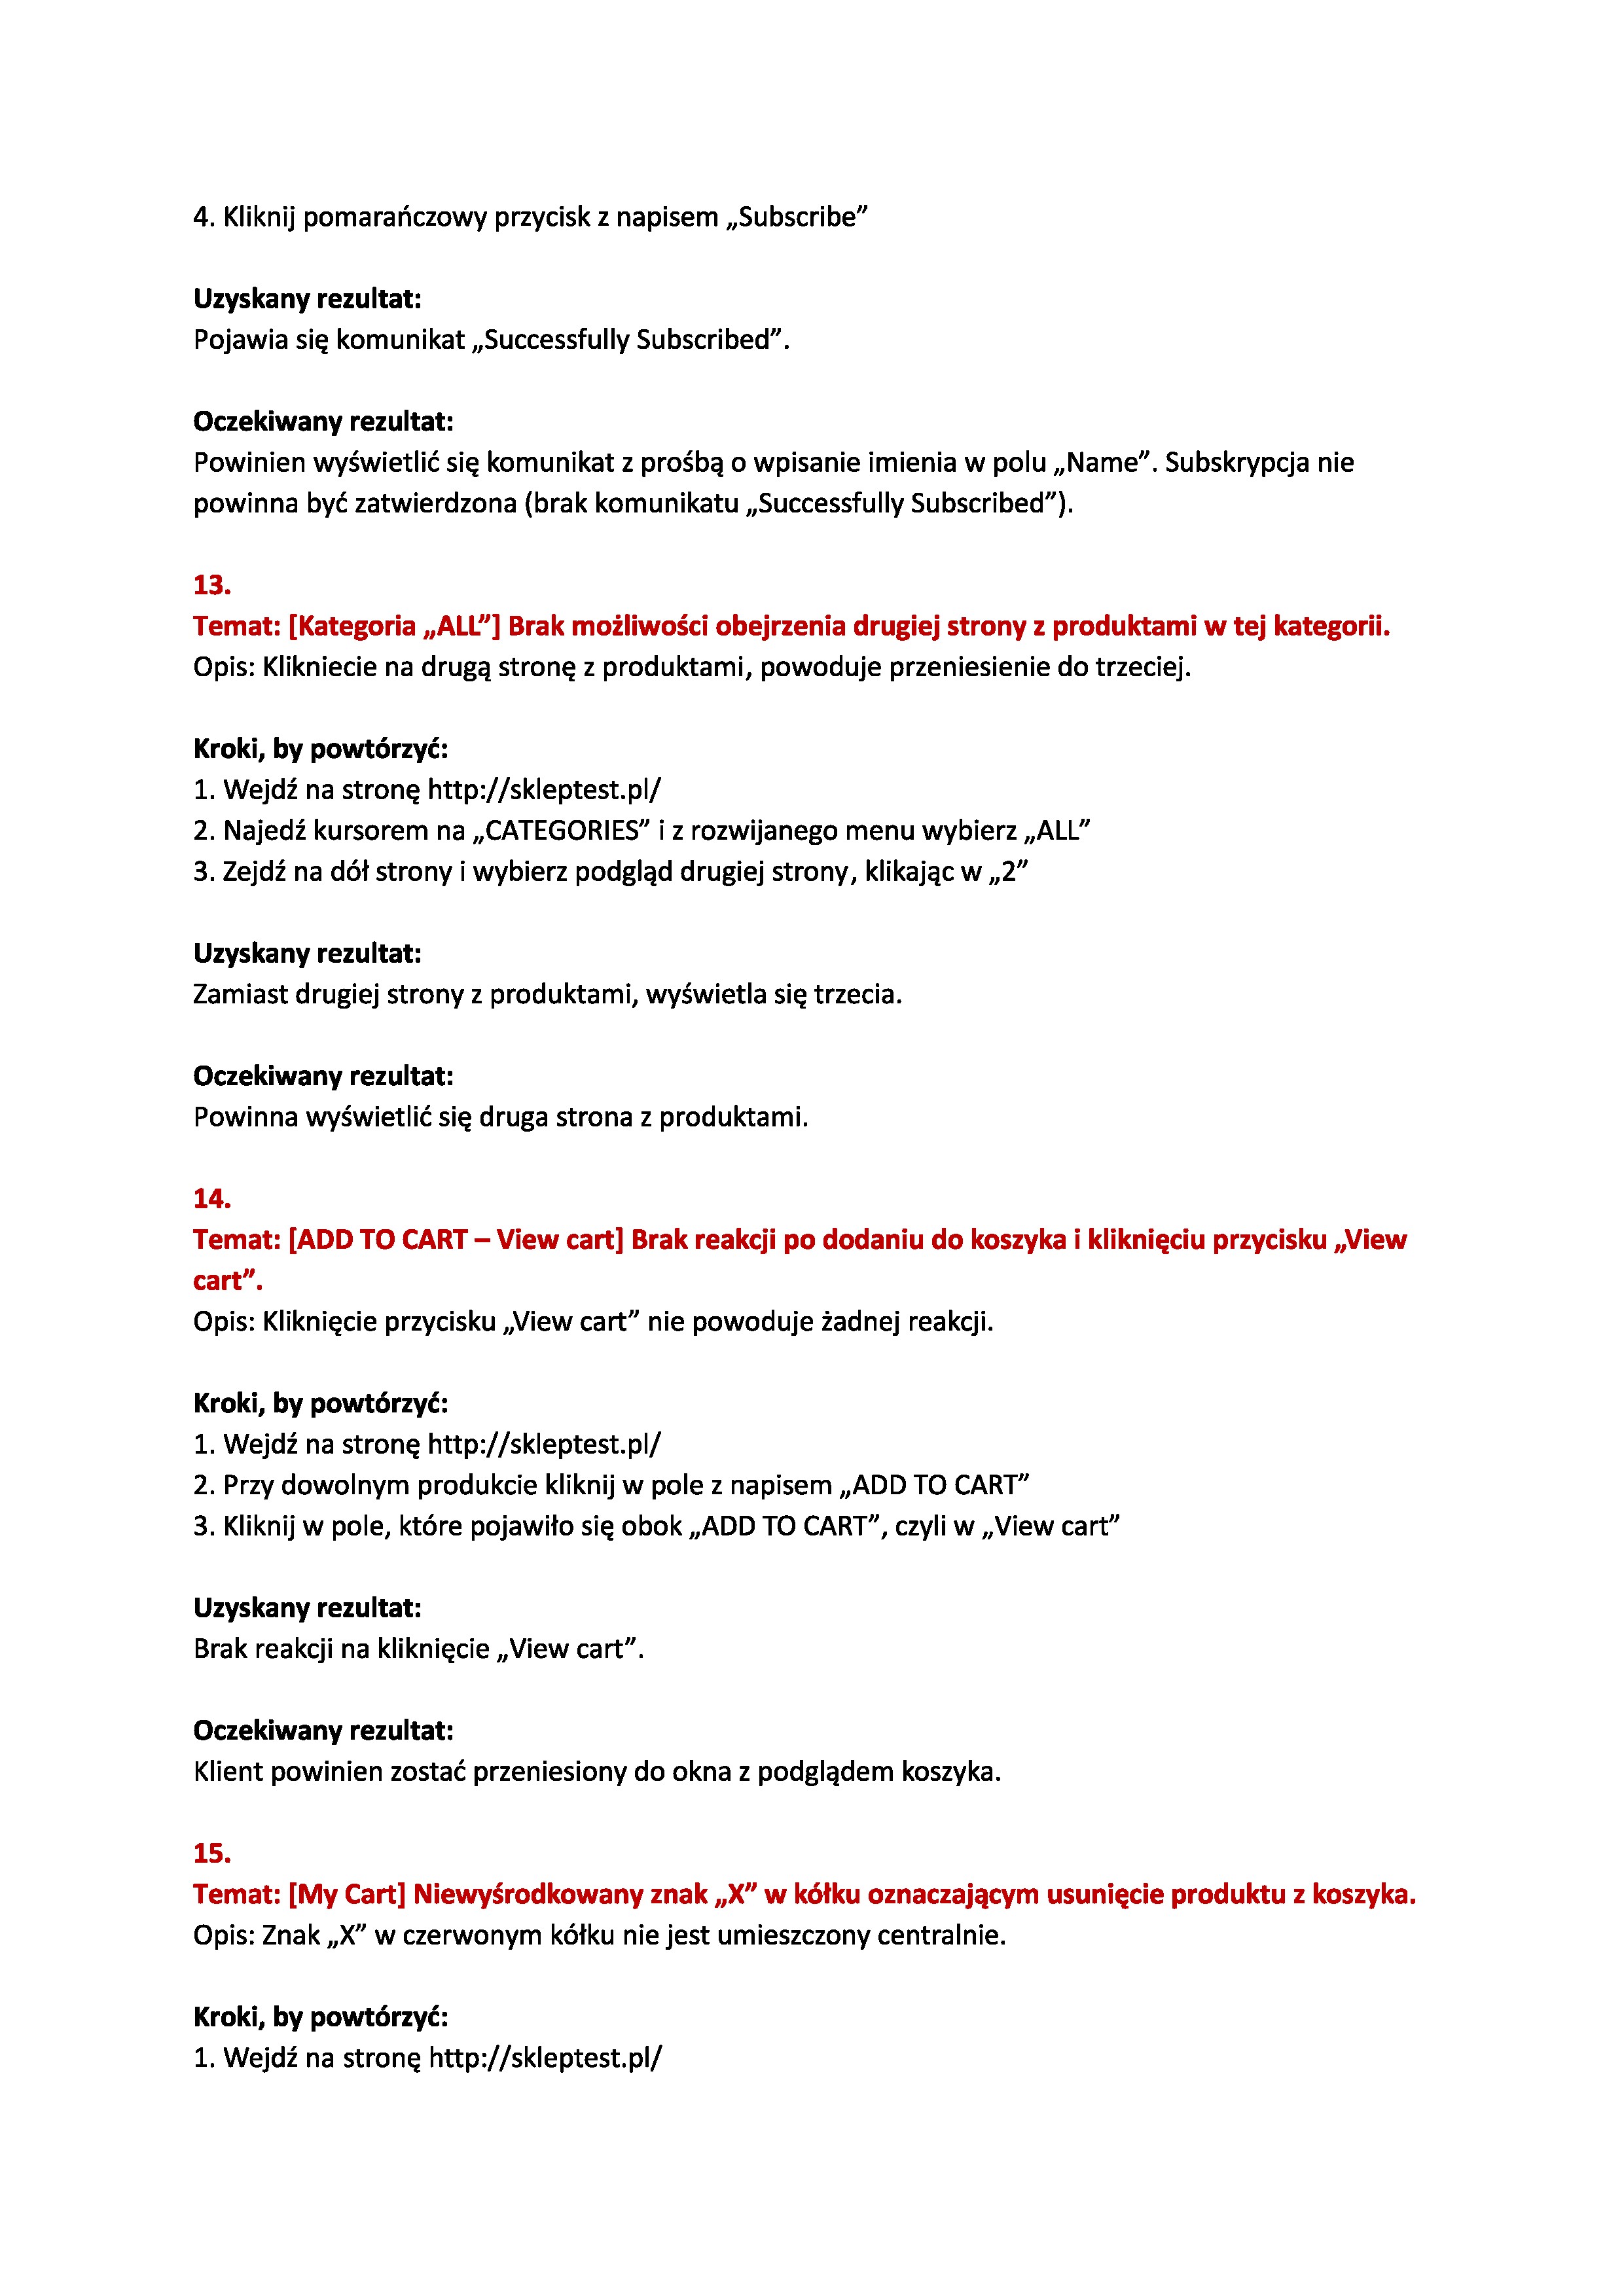 4. Kliknij pomarańczowy przycisk z napisem „Subscribe”
Uzyskany rezultat:
Pojawia się komunikat „Successfully Subscribed”.
Oczekiwany rezultat:
Powinien wyświetlić się komunikat z prośbą o wpisanie imienia w polu „Name”. Subskrypcja nie
powinna być zatwierdzona (brak komunikatu „Successfully Subscribed”).
13.
Temat: [Kategoria „ALL”] Brak możliwości obejrzenia drugiej strony z produktami w tej kategorii.
Opis: Klikniecie na drugą stronę z produktami, powoduje przeniesienie do trzeciej.
Kroki, by powtórzyć:
1. Wejdź na stronę http://skleptest.pl/
2. Najedź kursorem na „CATEGORIES” i z rozwijanego menu wybierz „ALL”
3. Zejdź na dół strony i wybierz podgląd drugiej strony, klikając w „2”
Uzyskany rezultat:
Zamiast drugiej strony z produktami, wyświetla się trzecia.
Oczekiwany rezultat:
Powinna wyświetlić się druga strona z produktami.
14.
Temat: [ADD TO CART – View cart] Brak reakcji po dodaniu do koszyka i kliknięciu przycisku „View
cart”.
Opis: Kliknięcie przycisku „View cart” nie powoduje żadnej reakcji.
Kroki, by powtórzyć:
1. Wejdź na stronę http://skleptest.pl/
2. Przy dowolnym produkcie kliknij w pole z napisem „ADD TO CART”
3. Kliknij w pole, które pojawiło się obok „ADD TO CART”, czyli w „View cart”
Uzyskany rezultat:
Brak reakcji na kliknięcie „View cart”.
Oczekiwany rezultat:
Klient powinien zostać przeniesiony do okna z podglądem koszyka.
15.
Temat: [My Cart] Niewyśrodkowany znak „X” w kółku oznaczającym usunięcie produktu z koszyka.
Opis: Znak „X” w czerwonym kółku nie jest umieszczony centralnie.
Kroki, by powtórzyć:
1. Wejdź na stronę http://skleptest.pl/